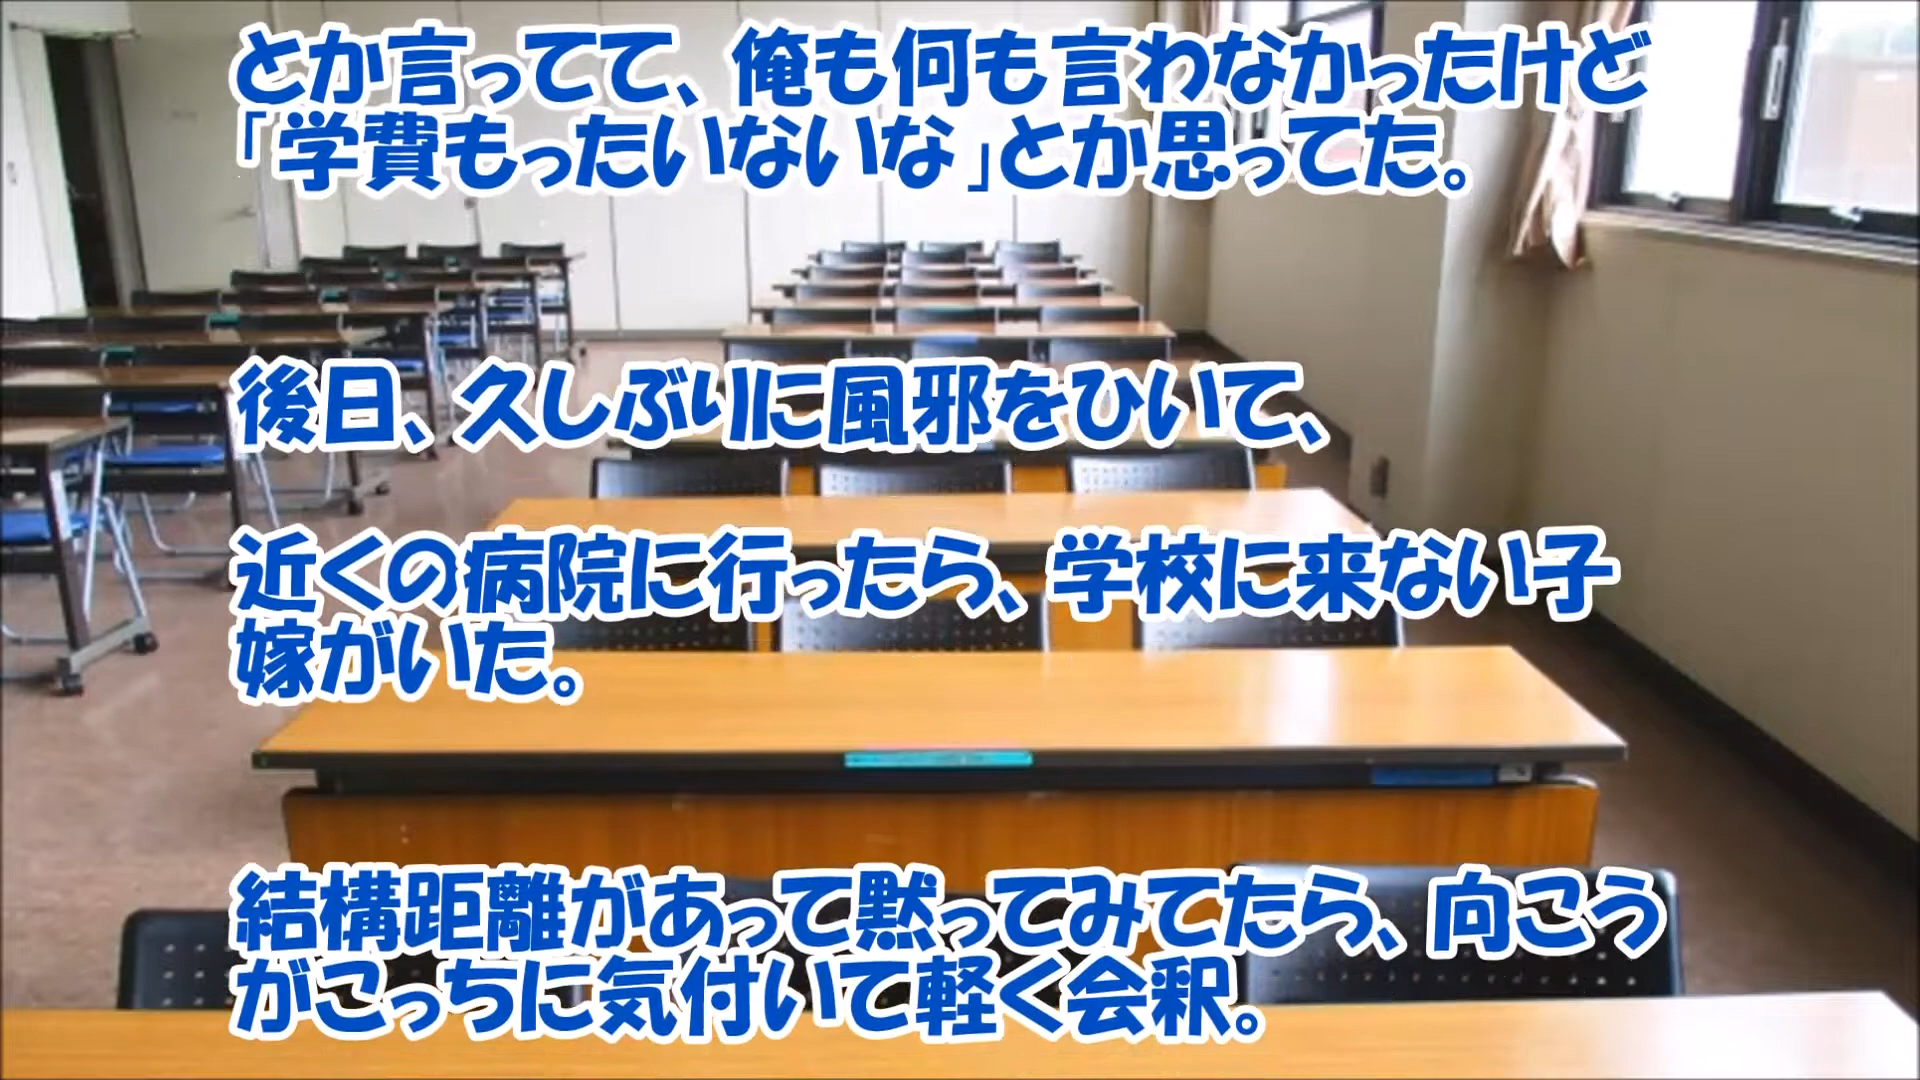 とか言ってて、俺も何も言わなかったけど
「学費もったいないな」とか思ってた。
後日、久しぶりに風邪をひいて、
近くの病院に行ったら、学校に来ない子
嫁がいた。
結構距離があって黙ってみてたら、向こう
がこっちに気付いて軽く会釈。